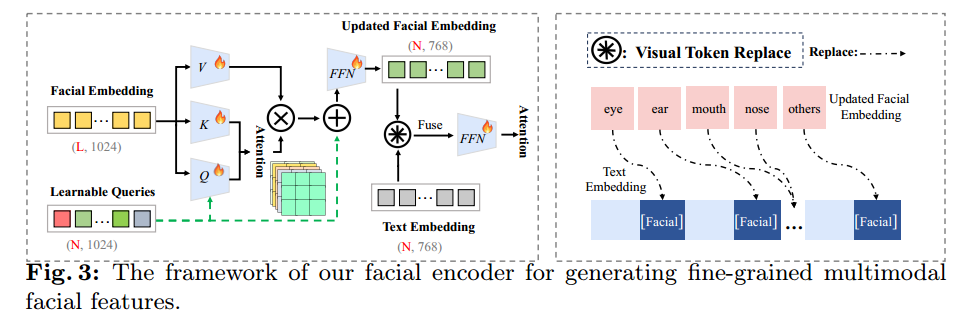 Updated Facial Embedding
(N, 768)
V
FFN
Facial Embedding
(L, 1024)
K
Attention
Q
Fuse
FFN
Attention
Learnable Queries
(N, 1024)
Text Embedding
(N, 768)
: Visual Token Replace
Replace:
eye ear mouth nose others
Updated Facial
Embedding
Text
Embedding
[Facial] [Facial] ... [Facial]
Fig. 3: The framework of our facial encoder for generating fine-grained multimodal
facial features.